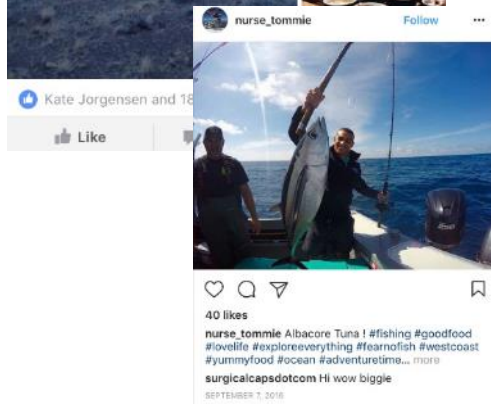 nurse_tommie Follow
Kate Jorgensen and 18
Like
40 likes
nurse_tommie Albacore Tuna ! #fishing #goodfood
#lovelife #exploreeverything #fearnofish #westcoast
#yummyfood #ocean #adventuretime... more
surgicalcapsdotcom Hi wow biggie
SEPTEMBER 7, 2016